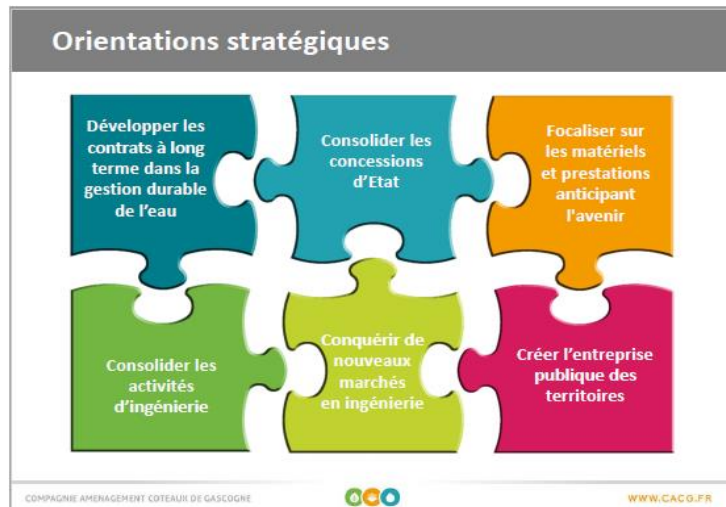 Orientations stratégiques
Développer les
contrats à long
terme dans la
gestion durable
de l'eau
Consolider les
concessions
d'Etat
Focaliser sur
les matériels
et prestations
anticipant
l'avenir
Consolider les
activités
d'ingénierie
Conquérir de
nouveaux
marchés
en ingénierie
Créer l'entreprise
publique des
territoires
COMPAGNIE AMENAGEMENT COTEAUX DE GASCOGNE
WWW.CACG.FR